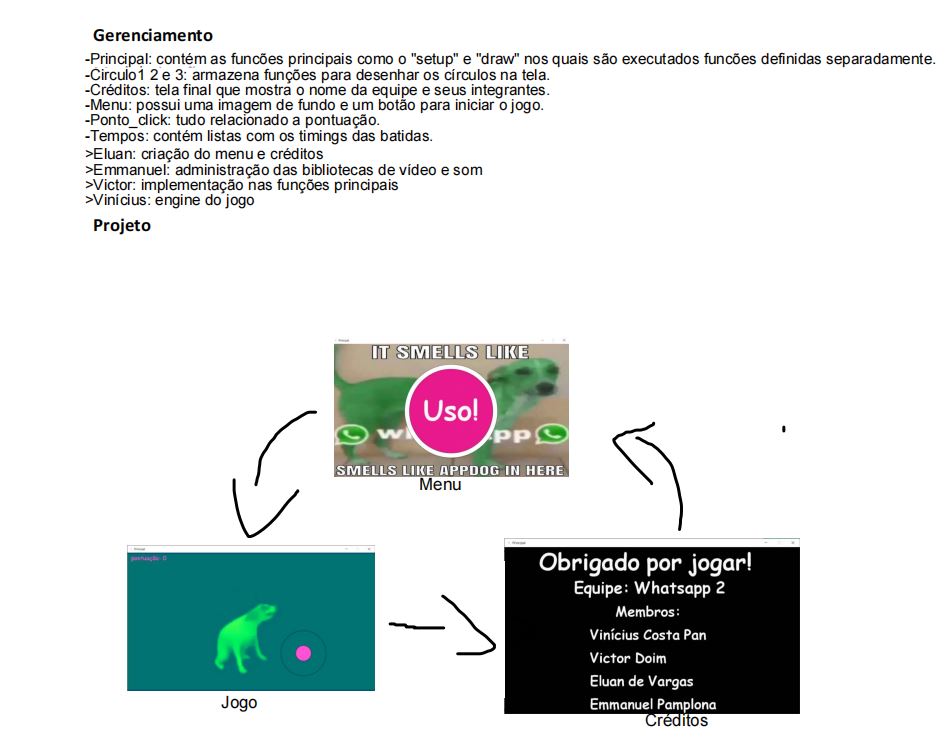 Gerenciamento
-Principal: contém as funcões principais como o "setup" e "draw" nos quais são executados funcões definidas separadamente.
-Circulo1 2 e 3: armazena funções para desenhar os círculos na tela.
-Créditos: tela final que mostra o nome da equipe e seus integrantes.
-Menu: possui uma imagem de fundo e um botão para iniciar o jogo.
-Ponto_click: tudo relacionado a pontuação.
-Tempos: contém listas com os timings das batidas.
>Eluan: criação do menu e créditos
>Emmanuel: administração das bibliotecas de vídeo e som
>Victor: implementação nas funções principais
>Vinícius: engine do jogo
Projeto
Principal
IT SMELLS LIKE
Uso!
wh pp
SMELLS LIKE APPDOG IN HERE
Menu
Principal
pontuação: 0
Jogo
Principal
Obrigado por jogar!
Equipe: Whatsapp 2
Membros:
Vinícius Costa Pan
Victor Doim
Eluan de Vargas
Emmanuel Pamplona
Créditos